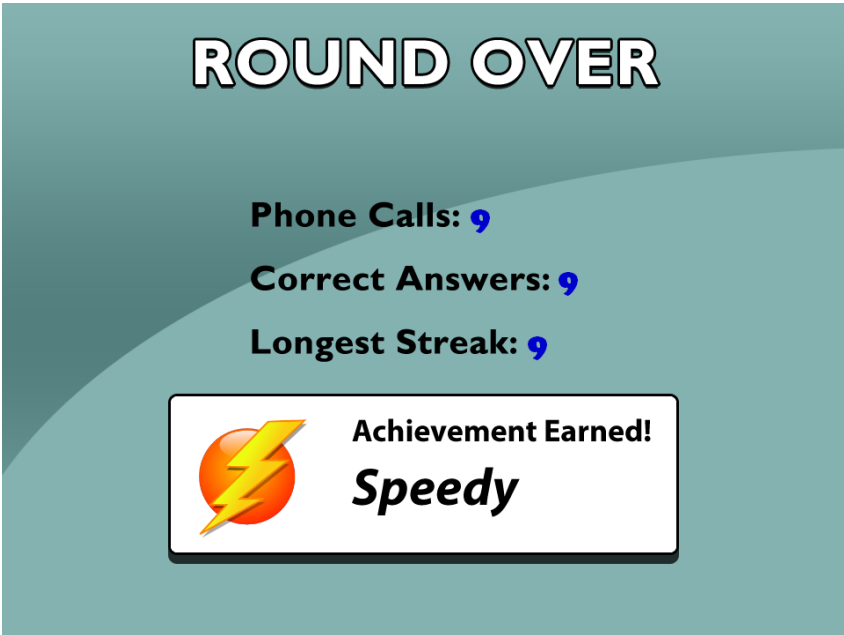 ROUND OVER
Phone Calls: 9
Correct Answers: 9
Longest Streak: 9
Achievement Earned!
Speedy